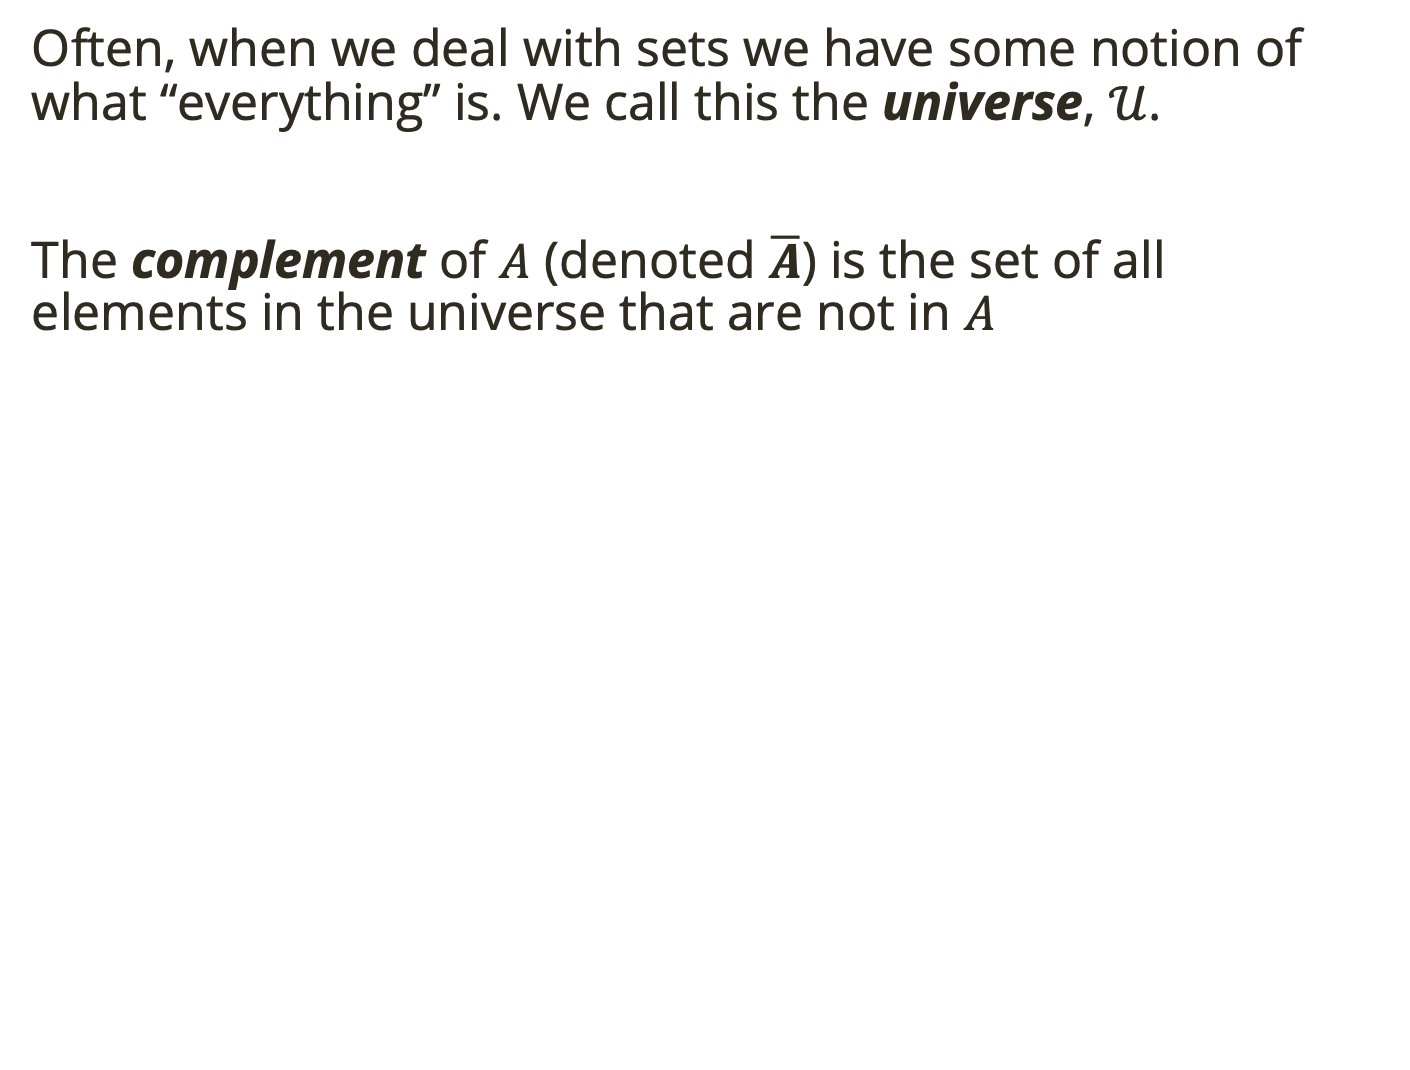 Often, when we deal with sets we have some notion of
what “everything” is. We call this the universe, 𝒰.
The complement of A (denoted A̅) is the set of all
elements in the universe that are not in A